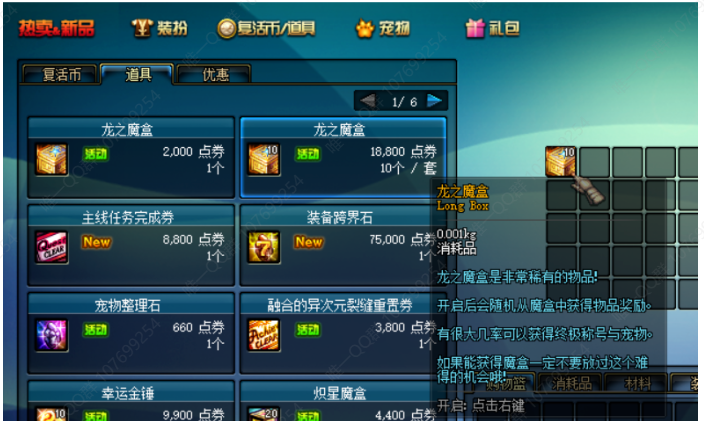 热卖&新品 装扮 复活币/道具 宠物 礼包
复活币 道具 优惠
1/ 6
龙之魔盒
活动 2,000 点券
1个
龙之魔盒
10 活动 18,800 点券
10个 / 套
主线任务完成券
Quest CLEAR New 8,800 点券
1个
装备跨界石
7 New 75,000 点券
1个
宠物整理石
活动 660 点券
1个
融合的异次元裂缝重置券
活动 3,800 点券
1个
幸运金锤
10 活动 9,900 点券
炽星魔盒
20 活动 4,400 点券
10
龙之魔盒
Long Box
0.001kg
消耗品
龙之魔盒是非常稀有的物品!
开启后会随机从魔盒中获得物品奖励。
有很大几率可以获得终极称号与宠物。
如果能获得魔盒一定不要放过这个难
得的机会哦!
购物篮 消耗品 材料 装
开启: 点击右键